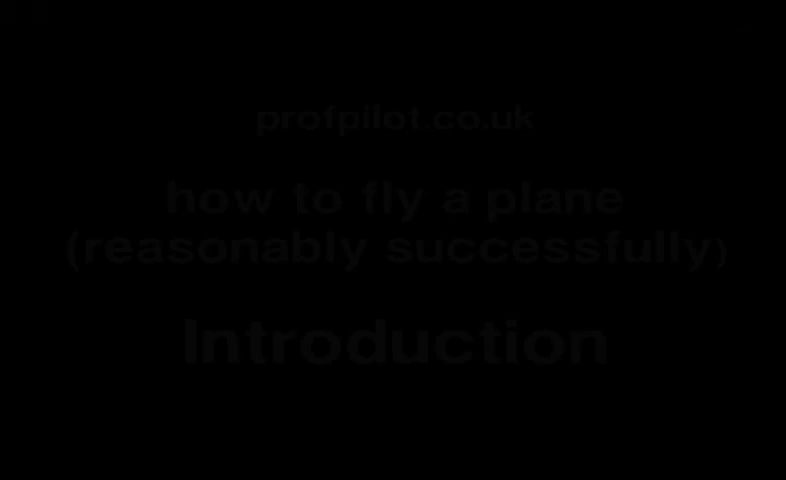 profpilot.co.uk
how to fly a plane
(reasonably successfully)
Introduction